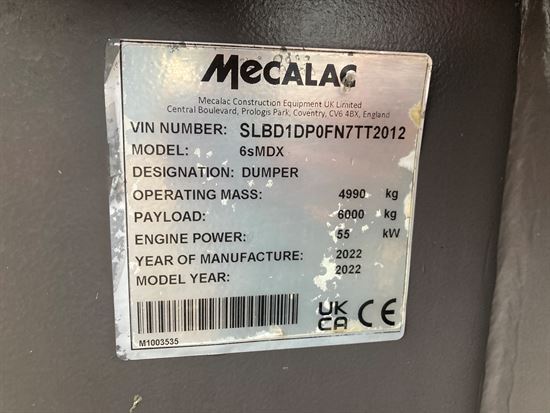 MECALAC
Mecalac Construction Equipment UK Limited
Central Boulevard, Prologis Park, Coventry, CV6 4BX, England
VIN NUMBER: SLBD1DP0FN7TT2012
MODEL: 6sMDX
DESIGNATION: DUMPER
OPERATING MASS: 4990 kg
PAYLOAD: 6000 kg
ENGINE POWER: 55 kW
YEAR OF MANUFACTURE: 2022
MODEL YEAR: 2022
M1003535
UK
CA CE